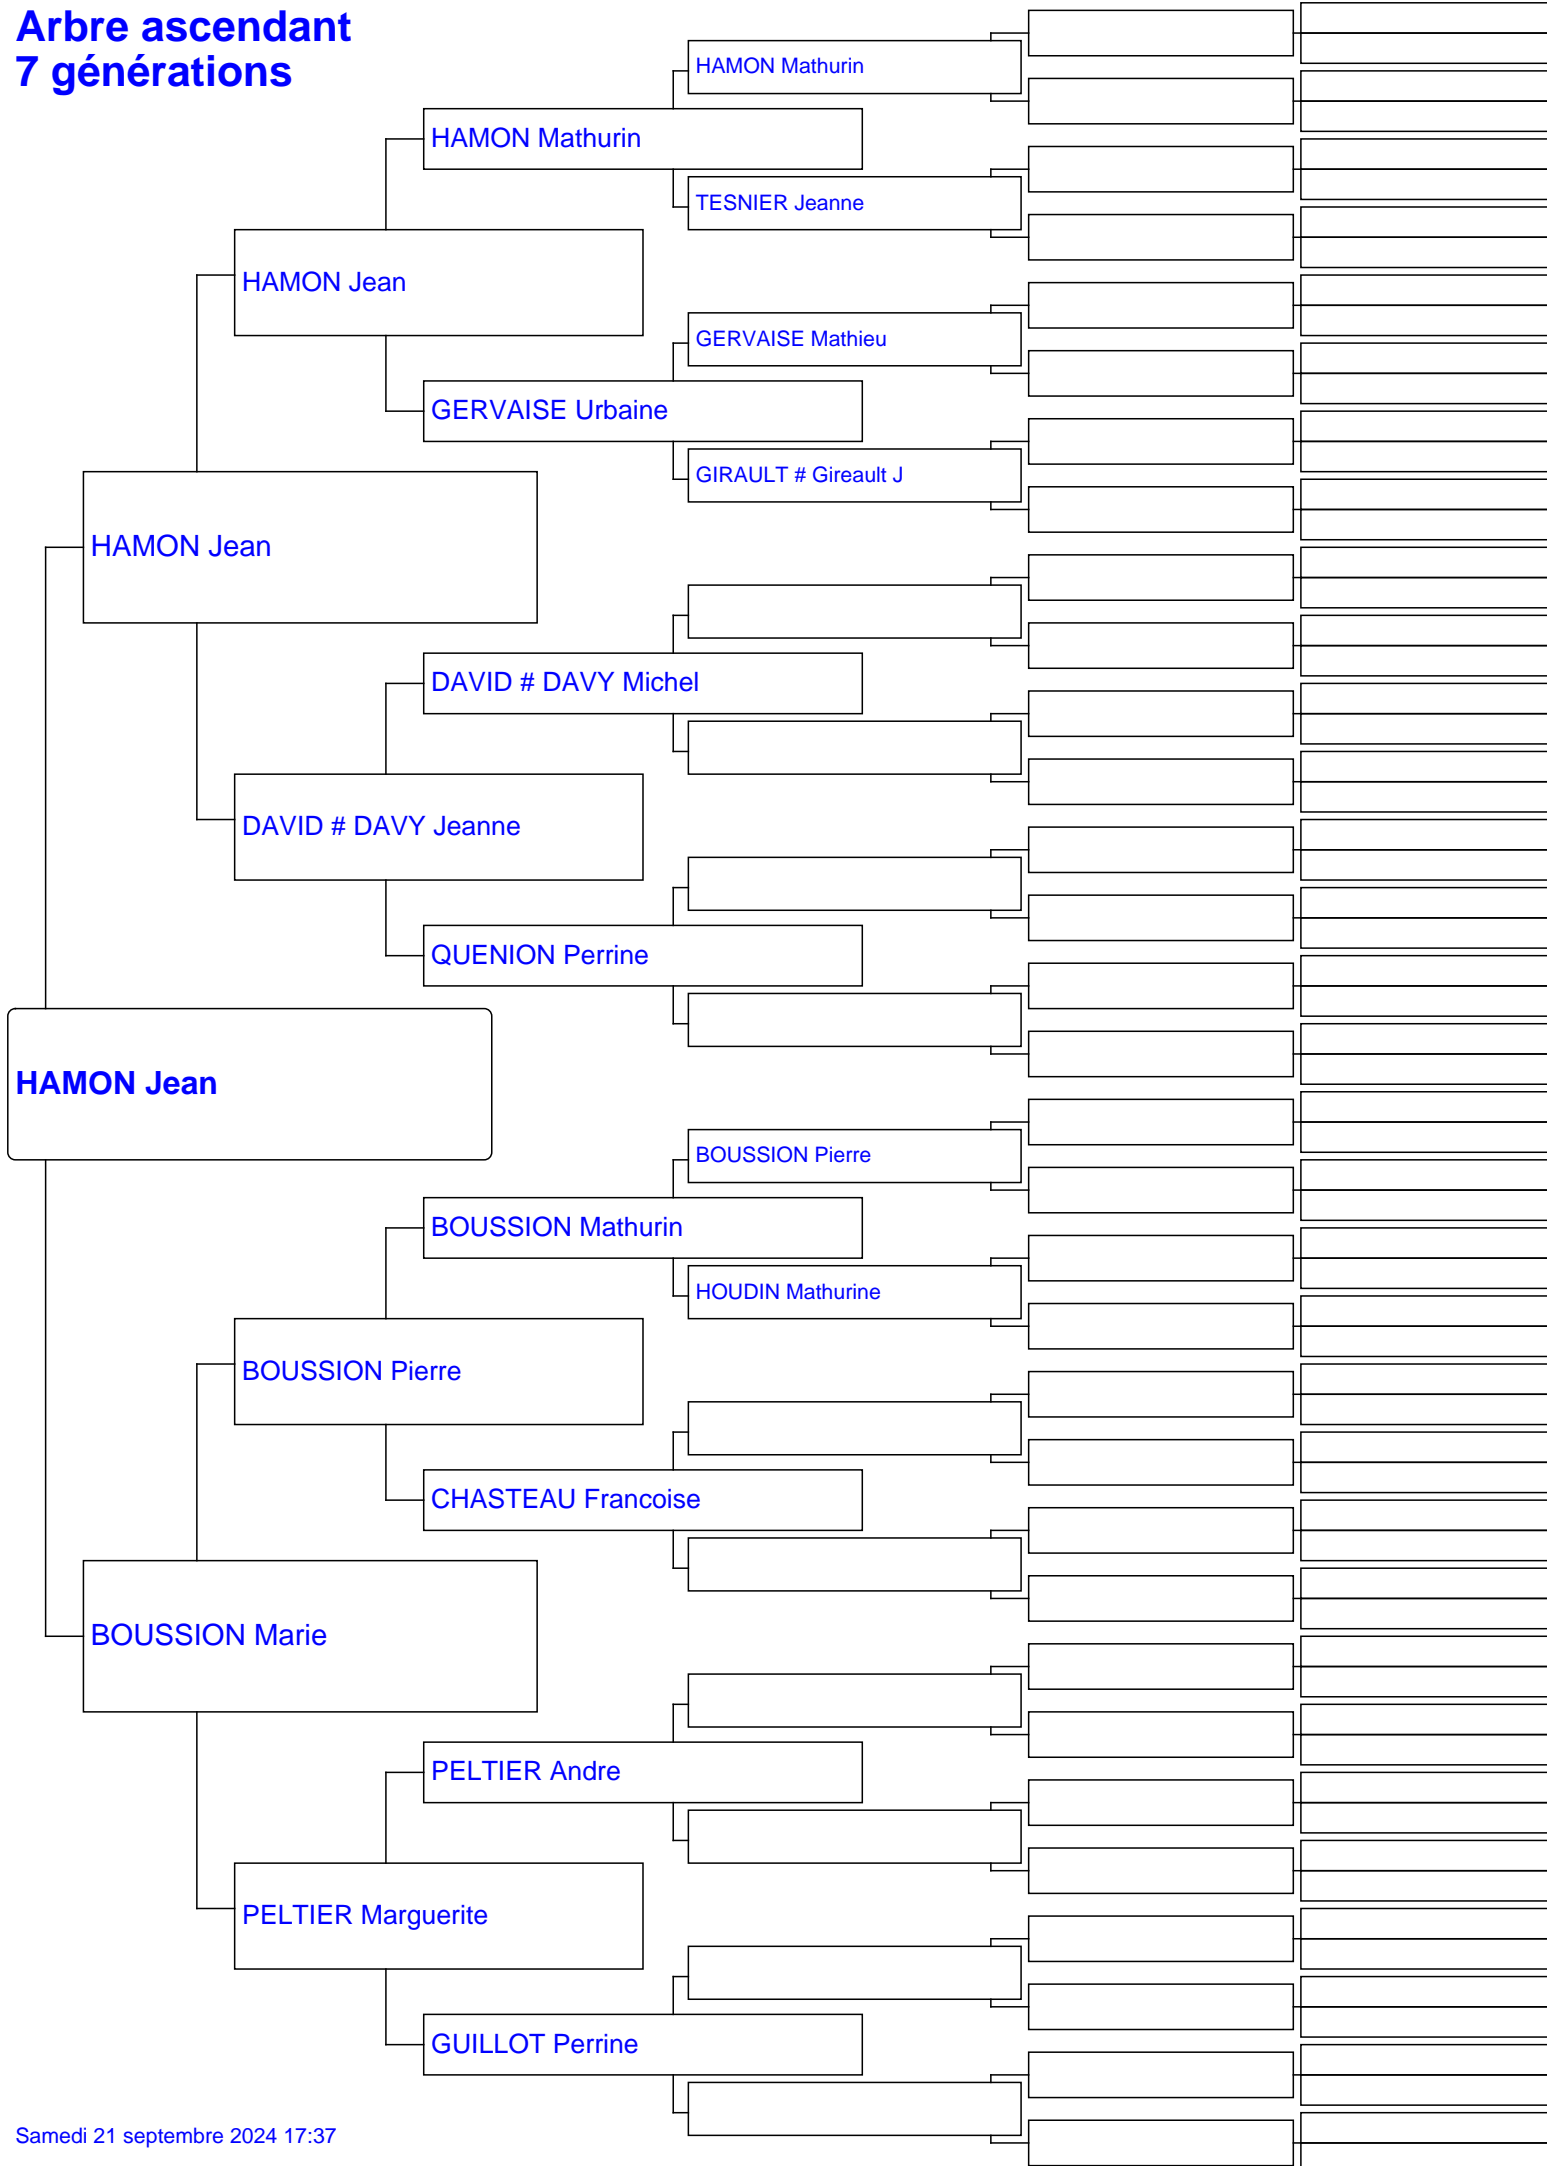 Arbre ascendant
7 générations
HAMON Mathurin
HAMON Mathurin
TESNIER Jeanne
HAMON Jean
GERVAISE Mathieu
GERVAISE Urbaine
GIRAULT # Gireault J
HAMON Jean
DAVID # DAVY Michel
DAVID # DAVY Jeanne
QUENION Perrine
HAMON Jean
BOUSSION Pierre
BOUSSION Mathurin
HOUDIN Mathurine
BOUSSION Pierre
CHASTEAU Francoise
BOUSSION Marie
PELTIER Andre
PELTIER Marguerite
GUILLOT Perrine
Samedi 21 septembre 2024 17:37